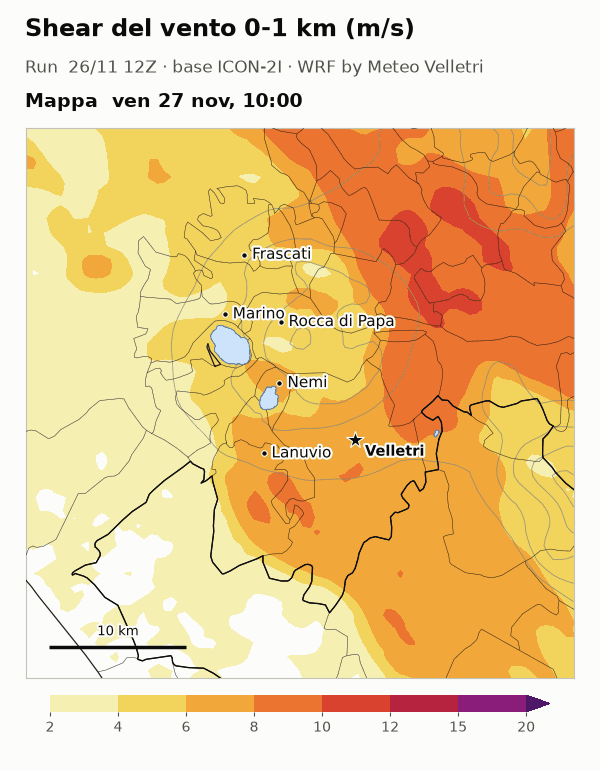 Shear del vento 0-1 km (m/s)
Run  26/11 12Z · base ICON-2I · WRF by Meteo Velletri
Mappa  ven 27 nov, 10:00
Frascati
Marino
Rocca di Papa
Nemi
Velletri
Lanuvio
10 km
2 4 6 8 10 12 15 20